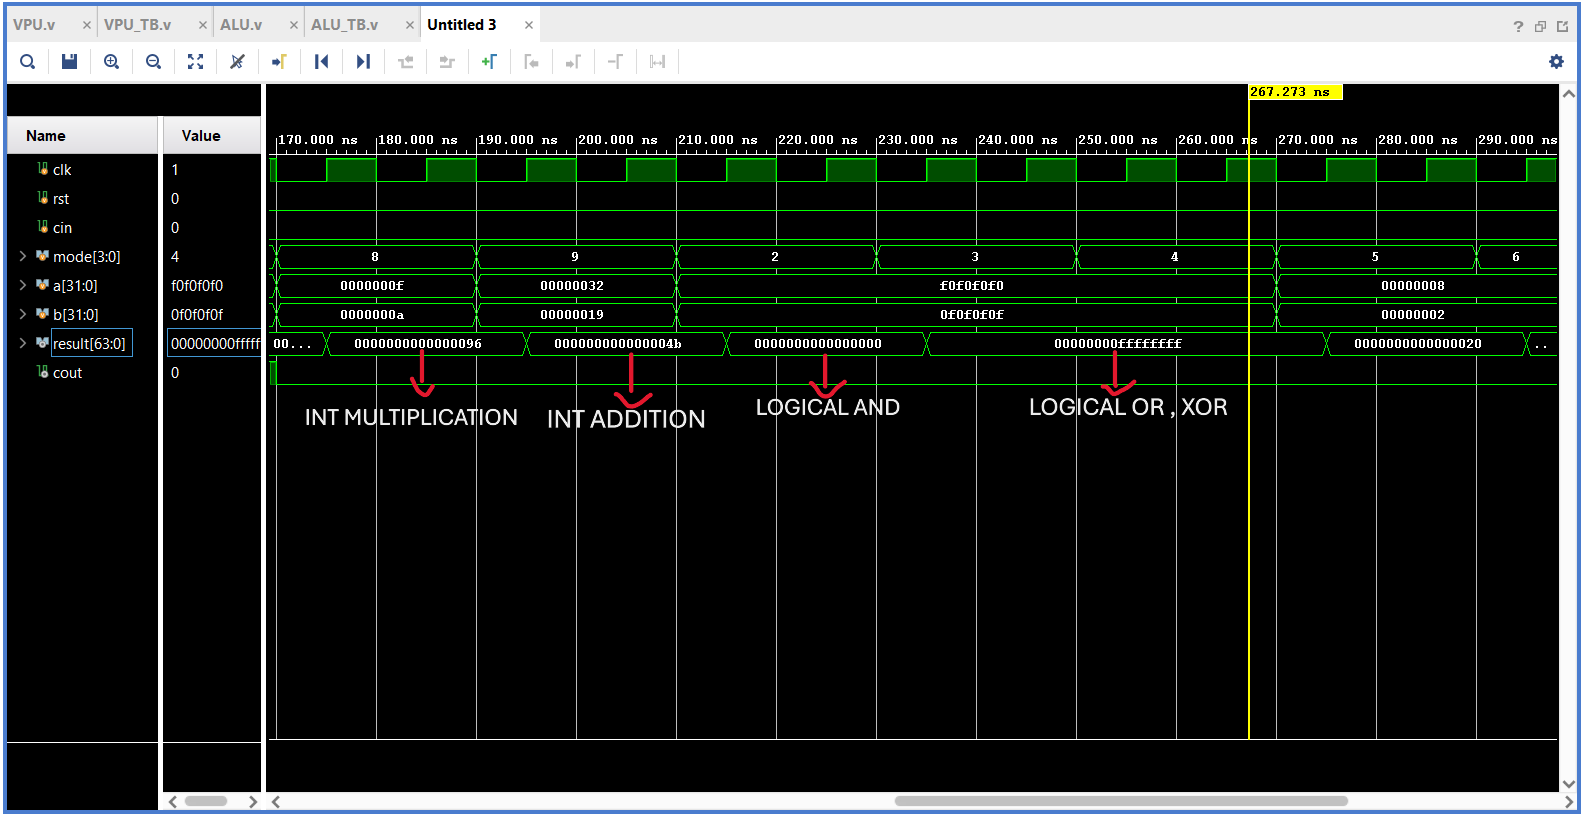 VPU.v × VPU_TB.v × ALU.v × ALU_TB.v × Untitled 3 ×
?
267.273 ns
Name Value
170.000 ns 180.000 ns 190.000 ns 200.000 ns 210.000 ns 220.000 ns 230.000 ns 240.000 ns 250.000 ns 260.000 ns 270.000 ns 280.000 ns 290.000 ns
clk 1
rst 0
cin 0
mode[3:0] 4 8 9 2 3 4 5 6
a[31:0] f0f0f0f0 0000000f 00000032 f0f0f0f0 00000008
b[31:0] 0f0f0f0f 0000000a 00000019 0f0f0f0f 00000002
result[63:0] 00000000fffff 00... 0000000000000096 000000000000004b 0000000000000000 00000000ffffffff 0000000000000020 ..
cout 0
INT MULTIPLICATION INT ADDITION LOGICAL AND LOGICAL OR , XOR